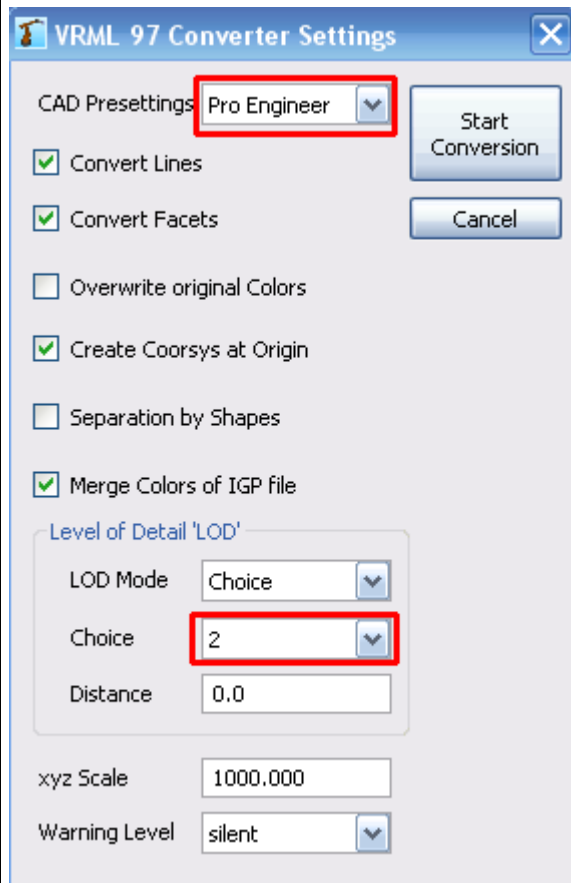 VRML 97 Converter Settings
CAD Presettings Pro Engineer
Start
Conversion
Convert Lines
Convert Facets
Cancel
Overwrite original Colors
Create Coorsys at Origin
Separation by Shapes
Merge Colors of IGP file
Level of Detail 'LOD'
LOD Mode Choice
Choice 2
Distance 0.0
xyz Scale 1000.000
Warning Level silent